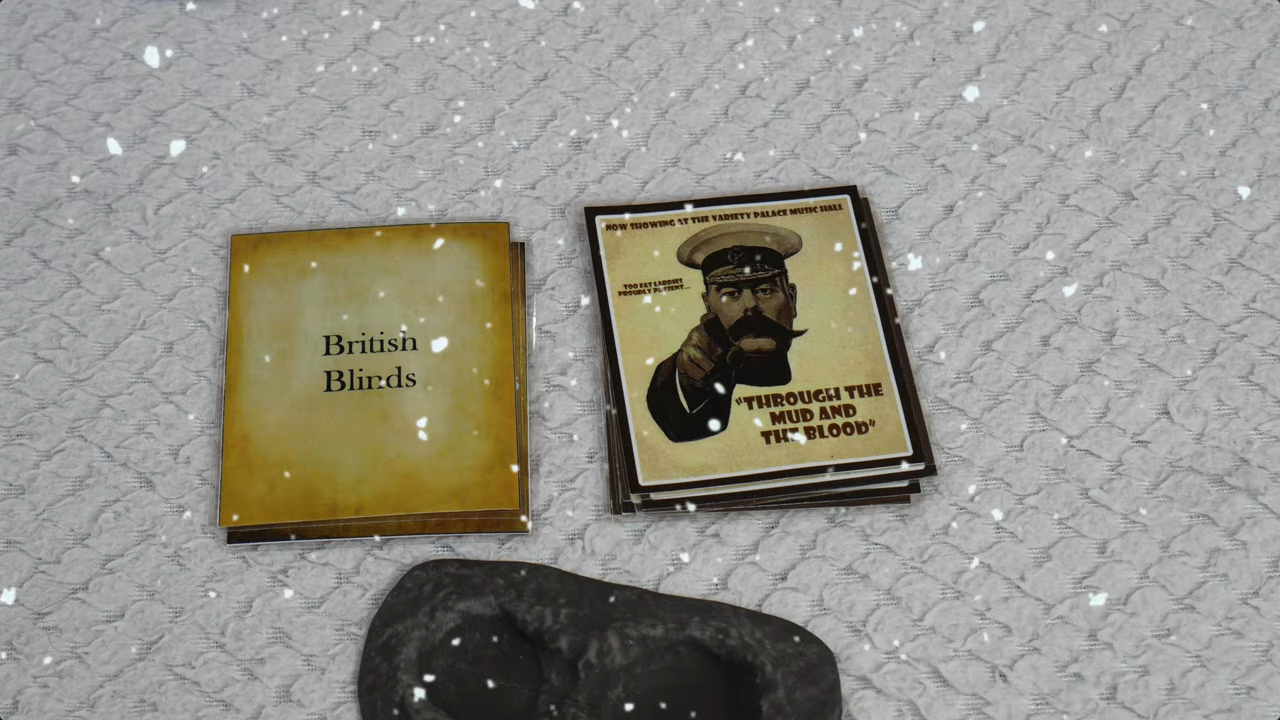 British
Blinds
NOW SHOWING AT THE VARIETY PALACE MUSIC HALL
TOO FAT LARDIES
PROUDLY PRESENT...
"THROUGH THE
MUD AND
THE BLOOD"